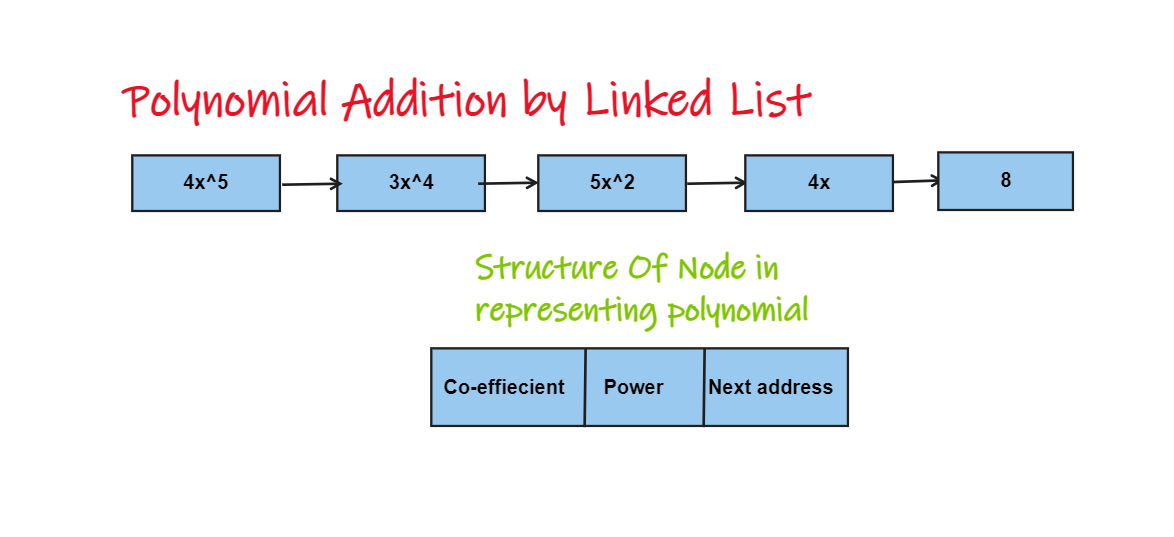 Polynomial Addition by Linked List
4x^5 3x^4 5x^2 4x 8
Structure Of Node in
representing polynomial
Co-effiecient Power Next address